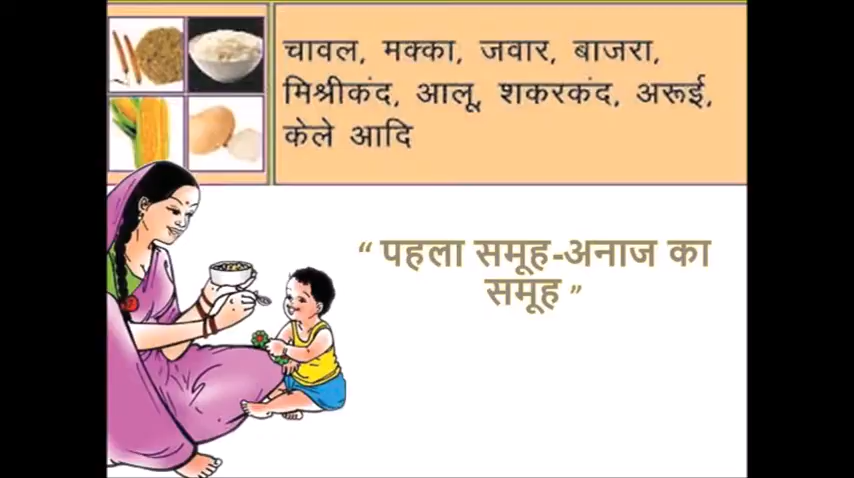 चावल, मक्का, जवार, बाजरा,
मिश्रीकंद, आलू, शकरकंद, अरूई,
केले आदि
“ पहला समूह-अनाज का
समूह ”